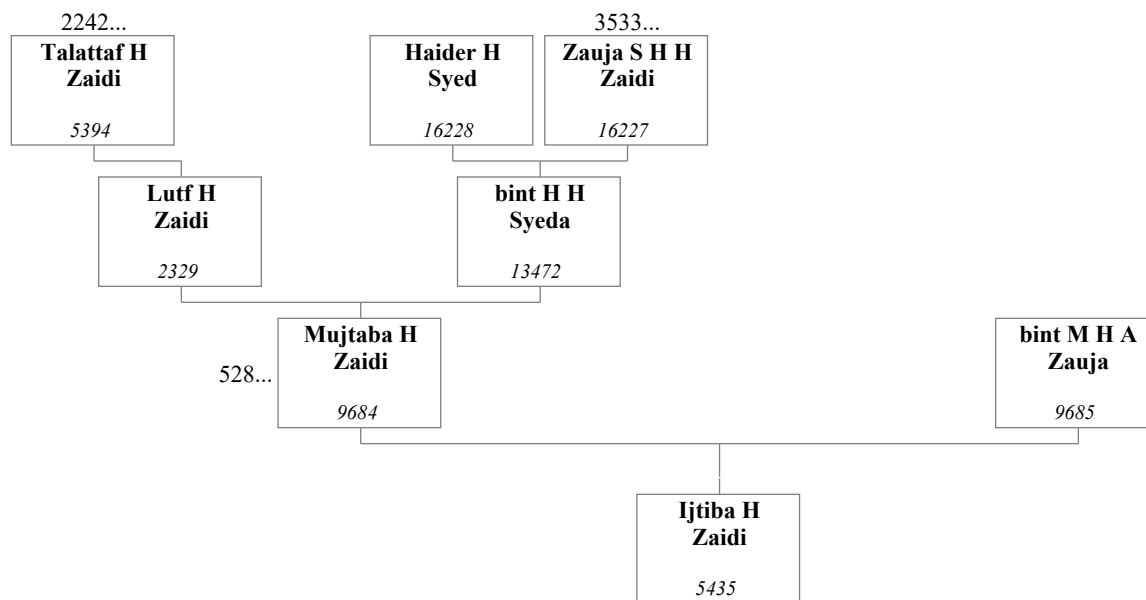 2242...
3533...
Talattaf H
Zaidi
5394
Haider H
Syed
16228
Zauja S H H
Zaidi
16227
Lutf H
Zaidi
2329
bint H H
Syeda
13472
528...
Mujtaba H
Zaidi
9684
bint M H A
Zauja
9685
Ijtiba H
Zaidi
5435